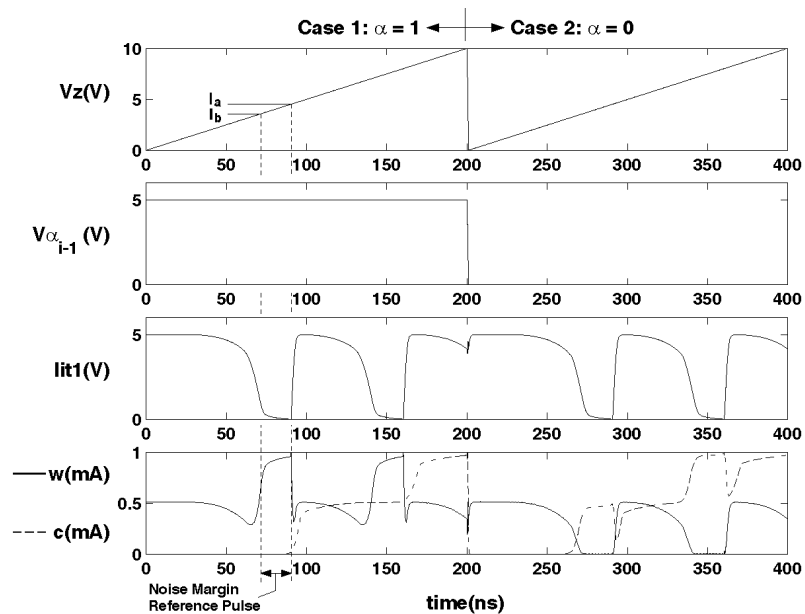 Case 1: α = 1
Case 2: α = 0
10
5
0
Vz(V)
Ia
Ib
0 50 100 150 200 250 300 350 400
5
0
Vαi-1 (V)
0 50 100 150 200 250 300 350 400
5
0
lit1(V)
0 50 100 150 200 250 300 350 400
1
0.5
0
w(mA)
c(mA)
0 50 100 150 200 250 300 350 400
Noise Margin
Reference Pulse
time(ns)